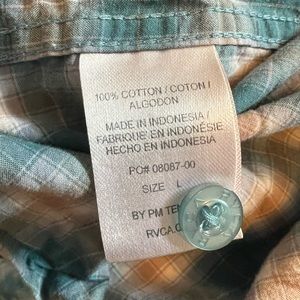 100% COTTON / COTON /
ALGODON
MADE IN INDONESIA /
FABRIQUE EN INDONÉSIE
HECHO EN INDONESIA
PO# 08087-00
SIZE L
BY PM
RVCA.C